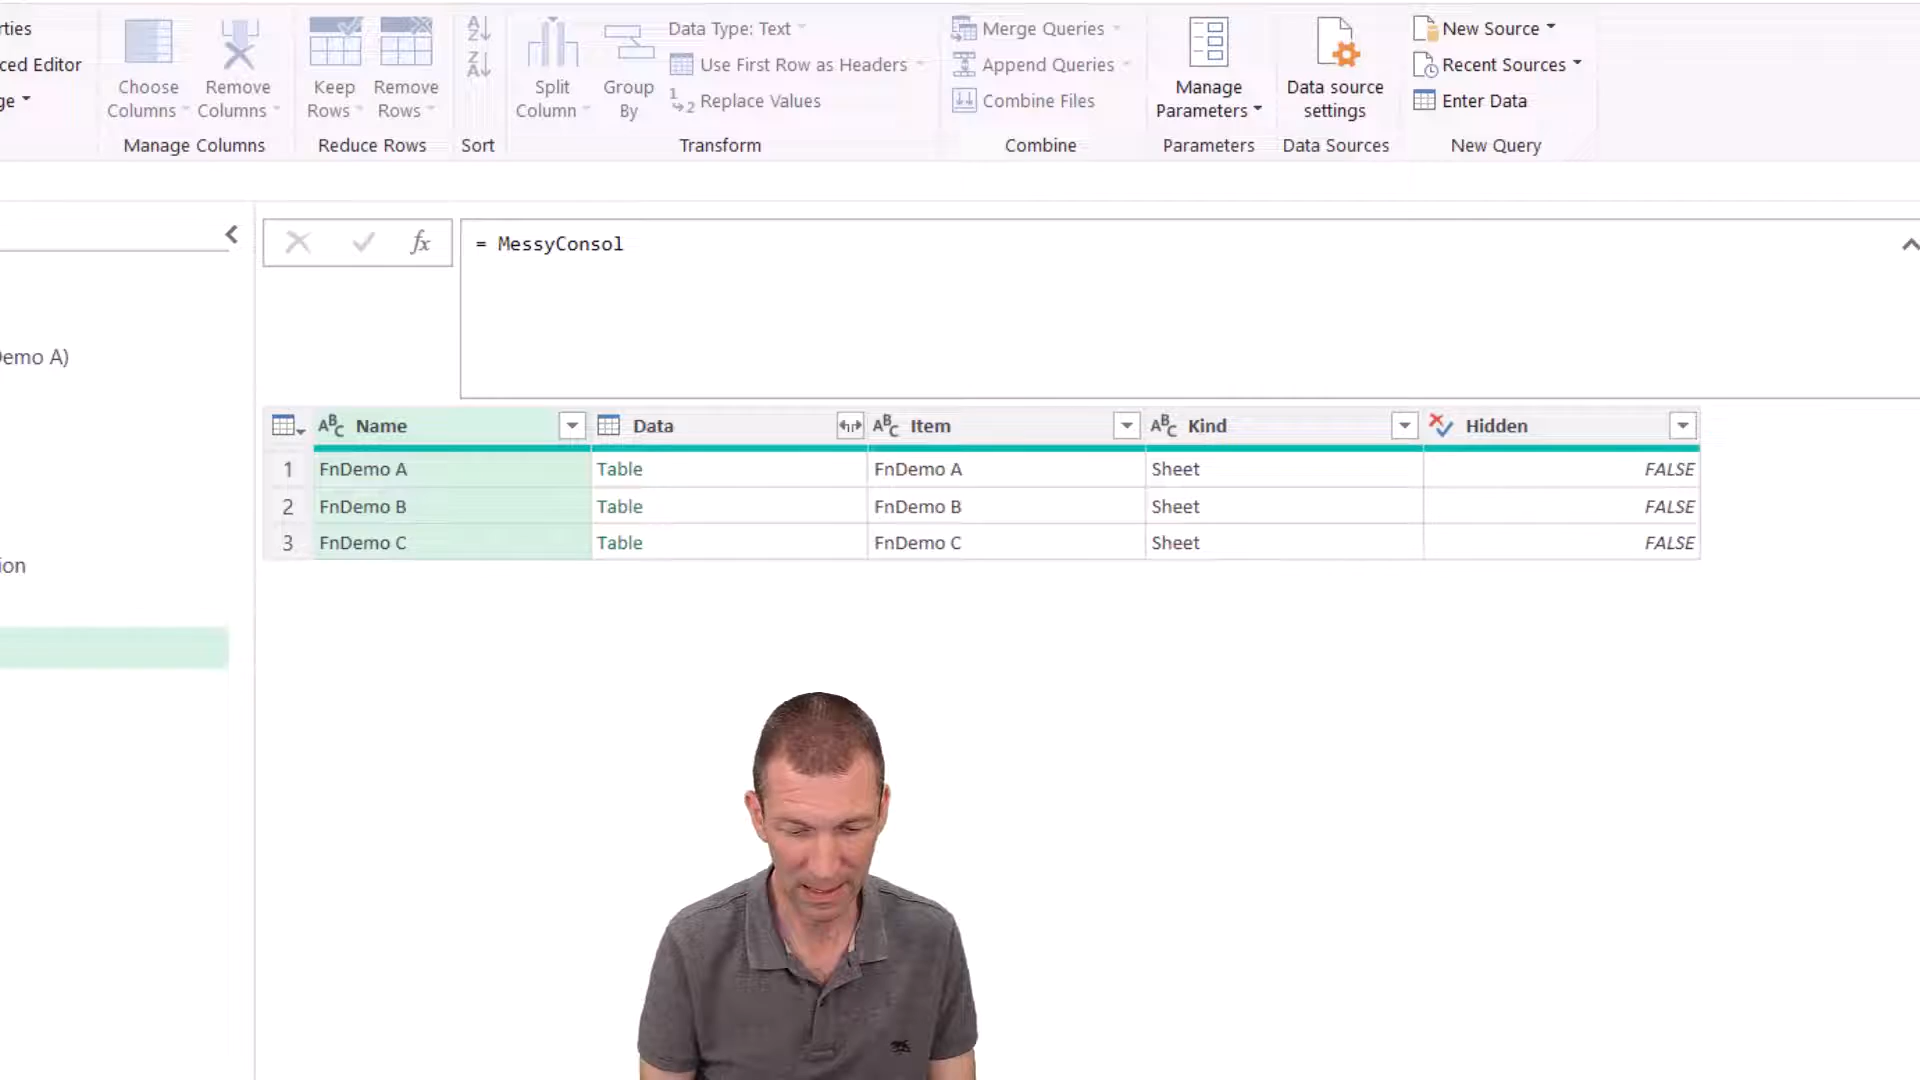 rties
ced Editor
ge
Choose
Columns
Remove
Columns
Manage Columns
Keep
Rows
Remove
Rows
Reduce Rows
Sort
Split
Column
Group
By
Data Type: Text
Use First Row as Headers
Replace Values
Transform
Merge Queries
Append Queries
Combine Files
Combine
Manage
Parameters
Parameters
Data source
settings
Data Sources
New Source
Recent Sources
Enter Data
New Query
fx
= MessyConsol
emo A)
ion
Name Data Item Kind Hidden
1 FnDemo A Table FnDemo A Sheet FALSE
2 FnDemo B Table FnDemo B Sheet FALSE
3 FnDemo C Table FnDemo C Sheet FALSE